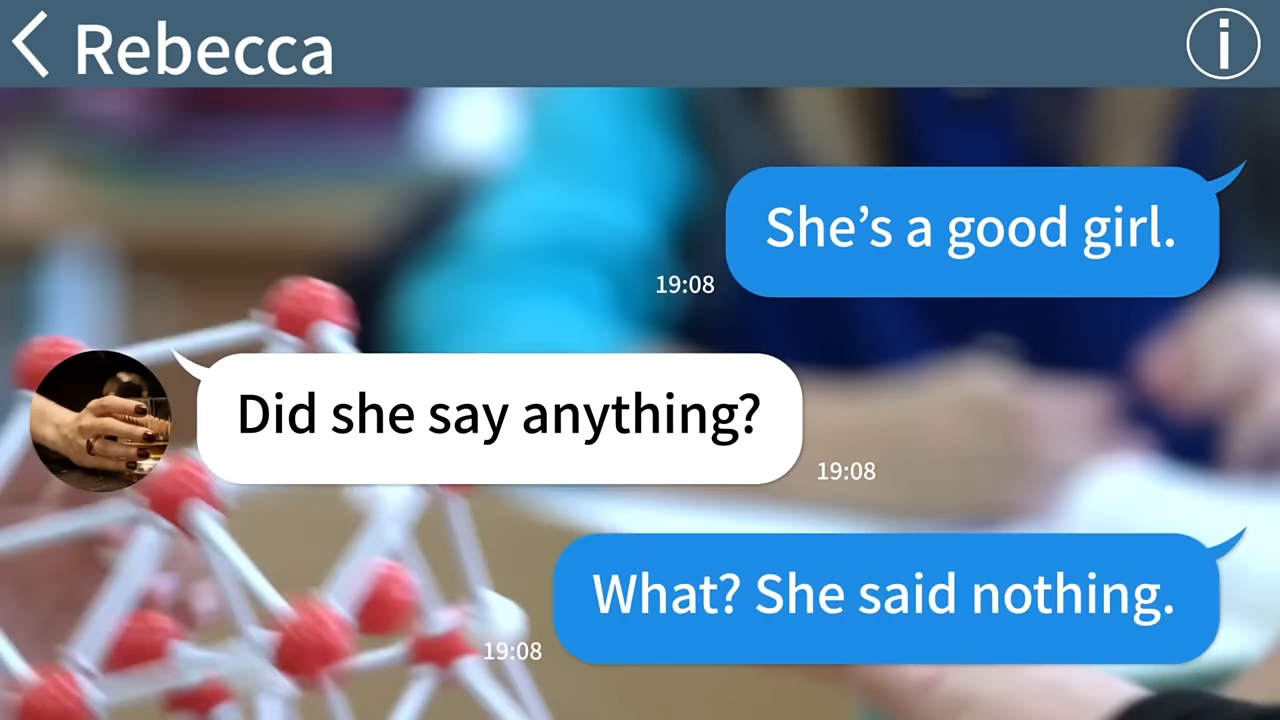 Rebecca
She’s a good girl.
19:08
Did she say anything?
19:08
What? She said nothing.
19:08